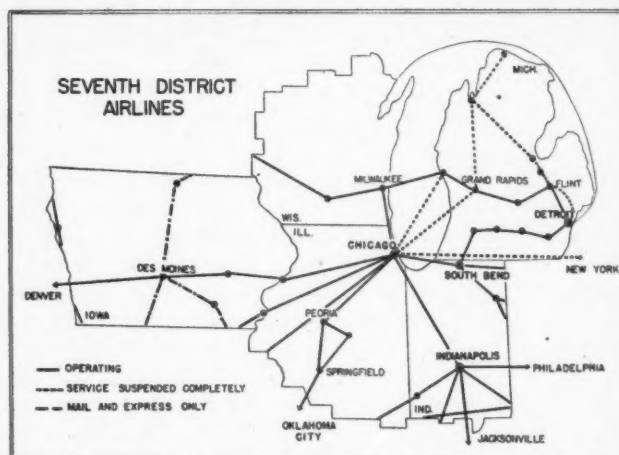 SEVENTH DISTRICT
AIRLINES
MICH.
MILWAUKEE
GRAND RAPIDS
FLINT
DETROIT
WIS.
ILL.
CHICAGO
NEW YORK
SOUTH BEND
DES MOINES
DENVER
IOWA
PEORIA
INDIANAPOLIS
PHILADELPHIA
SPRINGFIELD
OPERATING
SERVICE SUSPENDED COMPLETELY
MAIL AND EXPRESS ONLY
IND.
OKLAHOMA
CITY
JACKSONVILLE